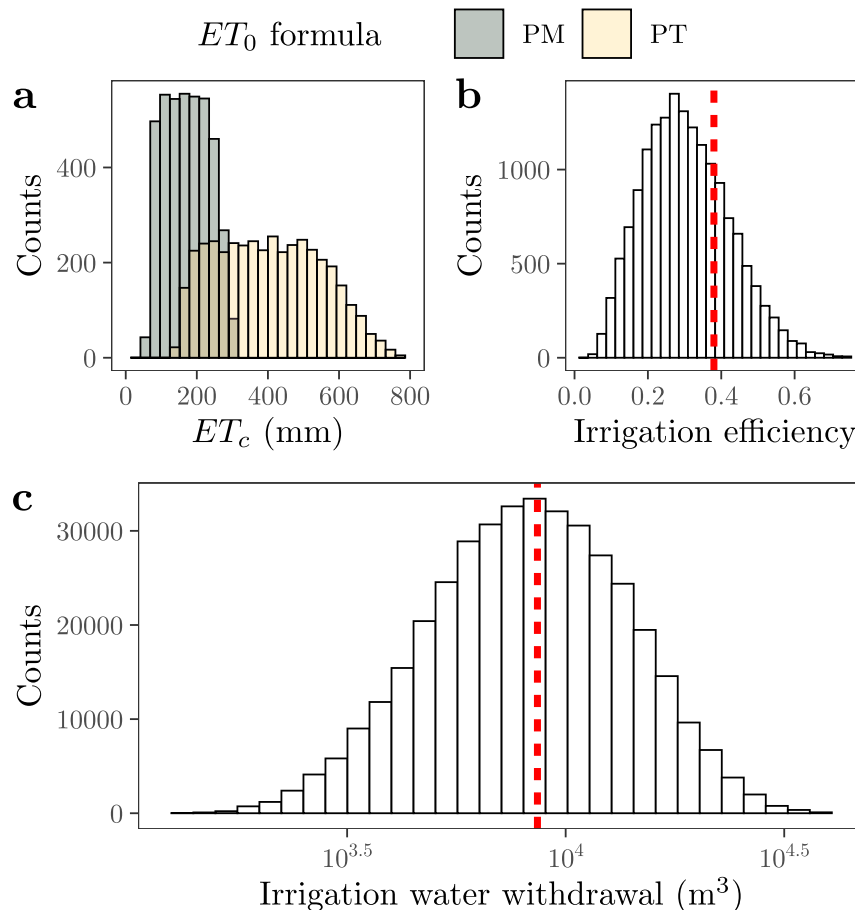 ET₀ formula PM PT
a
Counts
400
200
0
0 200 400 600 800
ET_c (mm)
b
Counts
1000
500
0
0.0 0.2 0.4 0.6
Irrigation efficiency
c
Counts
30000
20000
10000
0
10^3.5 10^4 10^4.5
Irrigation water withdrawal (m³)